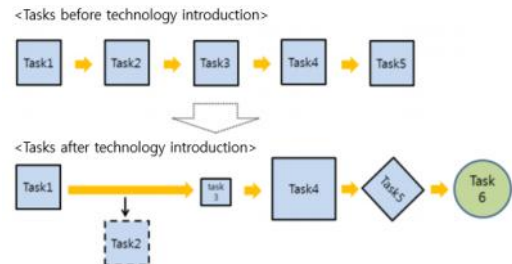 <Tasks before technology introduction>
Task1
Task2
Task3
Task4
Task5
<Tasks after technology introduction>
Task1
task
3
Task4
Task5
Task
6
Task2